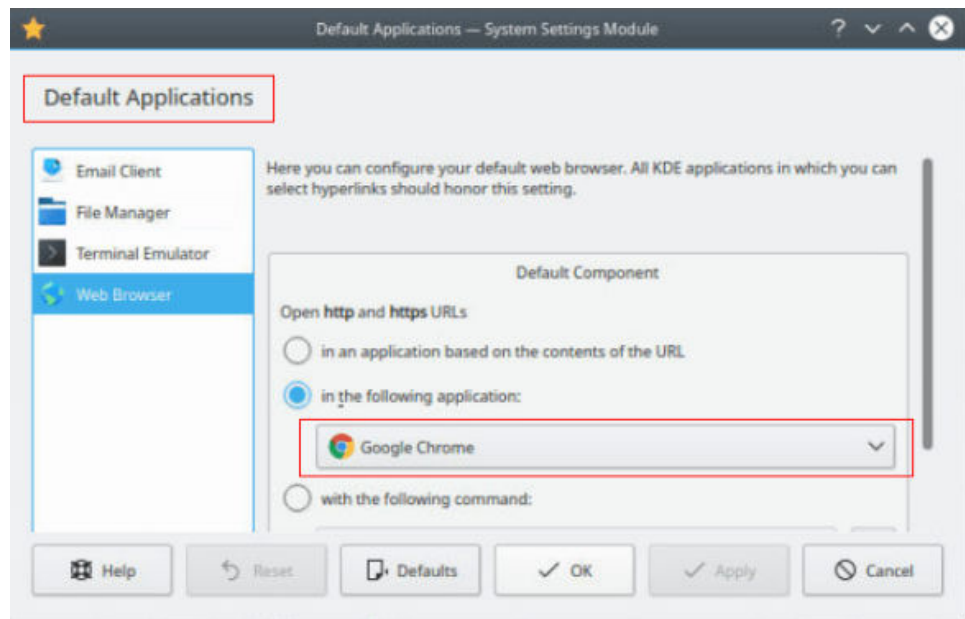 Default Applications — System Settings Module
Default Applications
Email Client
File Manager
Terminal Emulator
Web Browser
Here you can configure your default web browser. All KDE applications in which you can
select hyperlinks should honor this setting.
Default Component
Open http and https URLs
in an application based on the contents of the URL
in the following application:
Google Chrome
with the following command:
Help
Reset
Defaults
OK
Apply
Cancel